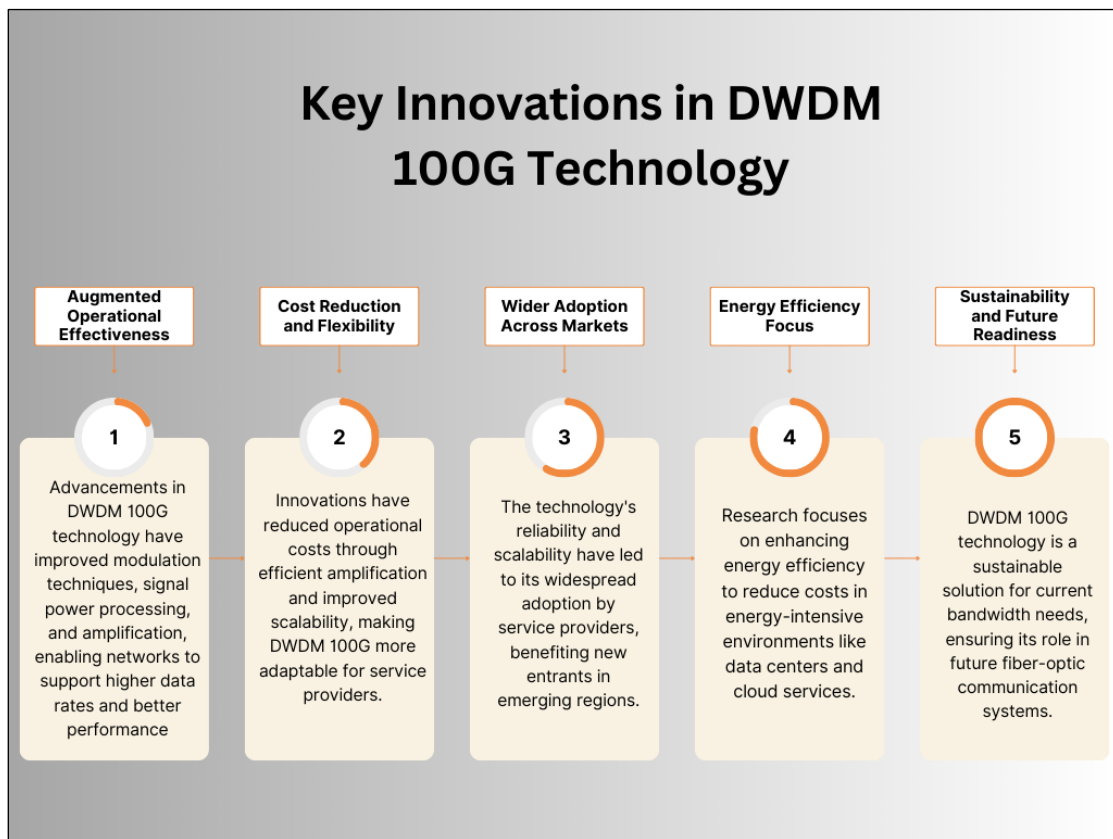 Key Innovations in DWDM
100G Technology
Augmented
Operational
Effectiveness
Cost Reduction
and Flexibility
Wider Adoption
Across Markets
Energy Efficiency
Focus
Sustainability
and Future
Readiness
1
Advancements in
DWDM 100G
technology have
improved modulation
techniques, signal
power processing,
and amplification,
enabling networks to
support higher data
rates and better
performance
2
Innovations have
reduced operational
costs through
efficient amplification
and improved
scalability, making
DWDM 100G more
adaptable for service
providers.
3
The technology's
reliability and
scalability have led
to its widespread
adoption by
service providers,
benefiting new
entrants in
emerging regions.
4
Research focuses
on enhancing
energy efficiency
to reduce costs in
energy-intensive
environments like
data centers and
cloud services.
5
DWDM 100G
technology is a
sustainable
solution for current
bandwidth needs,
ensuring its role in
future fiber-optic
communication
systems.